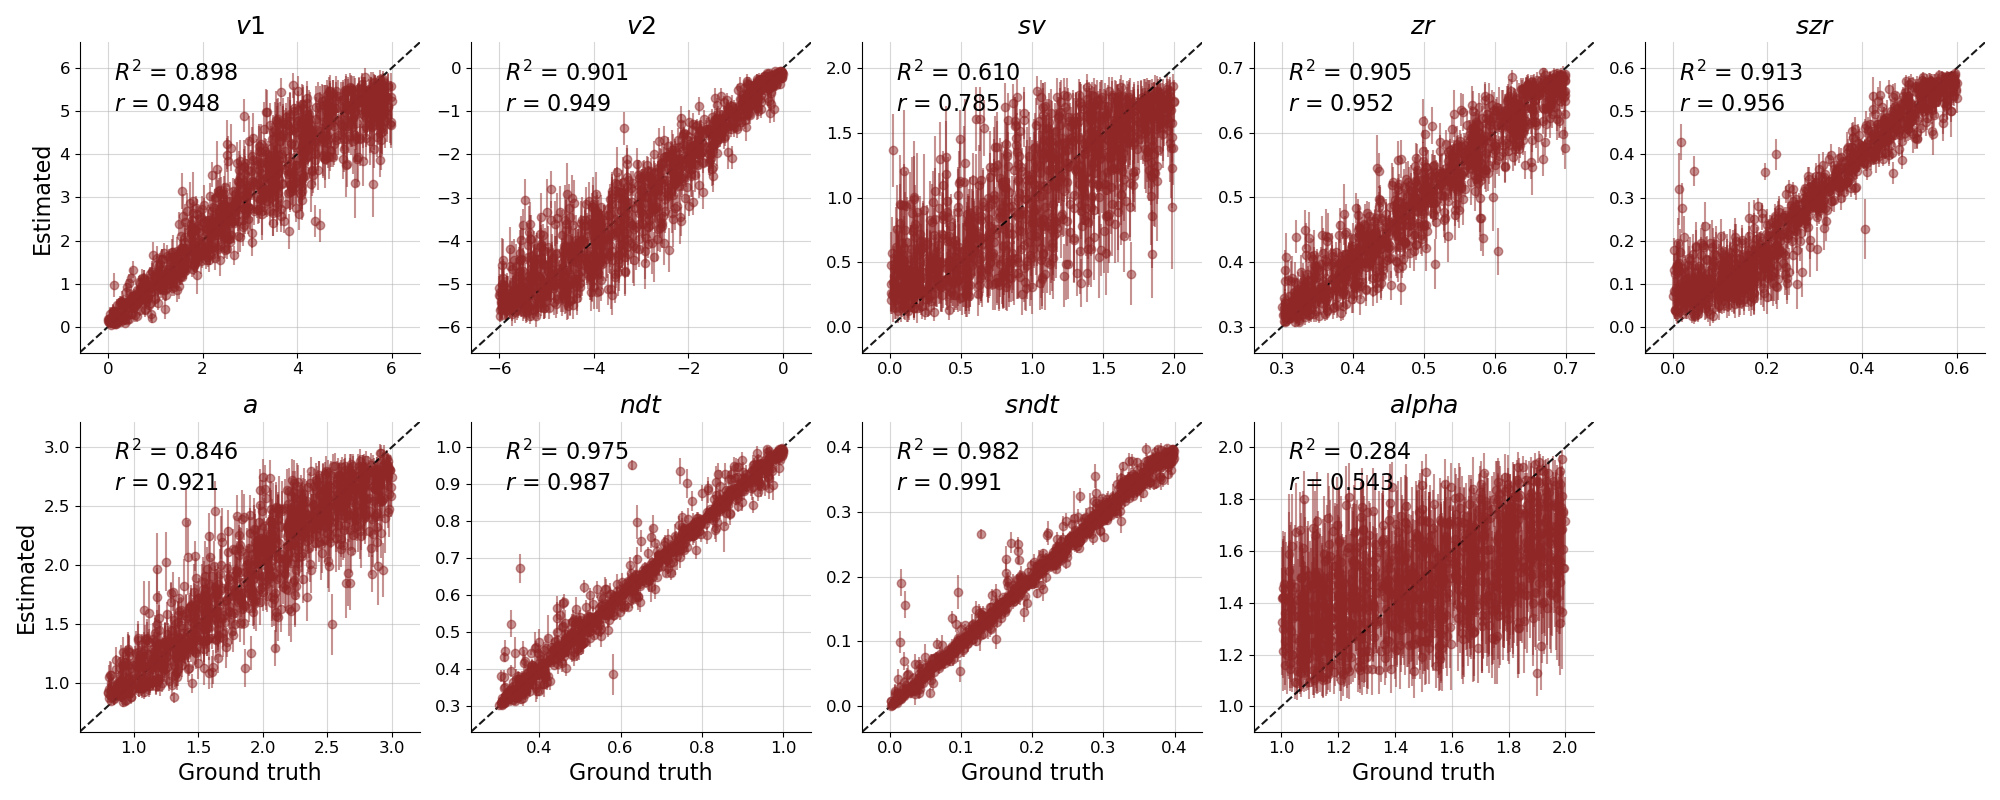 v1
R² = 0.898
r = 0.948
Estimated
6
5
4
3
2
1
0
0
2
4
6
v2
R² = 0.901
r = 0.949
0
−1
−2
−3
−4
−5
−6
−6
−4
−2
0
sv
R² = 0.610
r = 0.785
2.0
1.5
1.0
0.5
0.0
0.0
0.5
1.0
1.5
2.0
zr
R² = 0.905
r = 0.952
0.7
0.6
0.5
0.4
0.3
0.3
0.4
0.5
0.6
0.7
szr
R² = 0.913
r = 0.956
0.6
0.5
0.4
0.3
0.2
0.1
0.0
0.0
0.2
0.4
0.6
a
R² = 0.846
r = 0.921
Estimated
3.0
2.5
2.0
1.5
1.0
1.0
1.5
2.0
2.5
3.0
Ground truth
ndt
R² = 0.975
r = 0.987
1.0
0.9
0.8
0.7
0.6
0.5
0.4
0.3
0.4
0.6
0.8
1.0
Ground truth
sndt
R² = 0.982
r = 0.991
0.4
0.3
0.2
0.1
0.0
0.0
0.1
0.2
0.3
0.4
Ground truth
alpha
R² = 0.284
r = 0.543
2.0
1.8
1.6
1.4
1.2
1.0
1.0
1.2
1.4
1.6
1.8
2.0
Ground truth